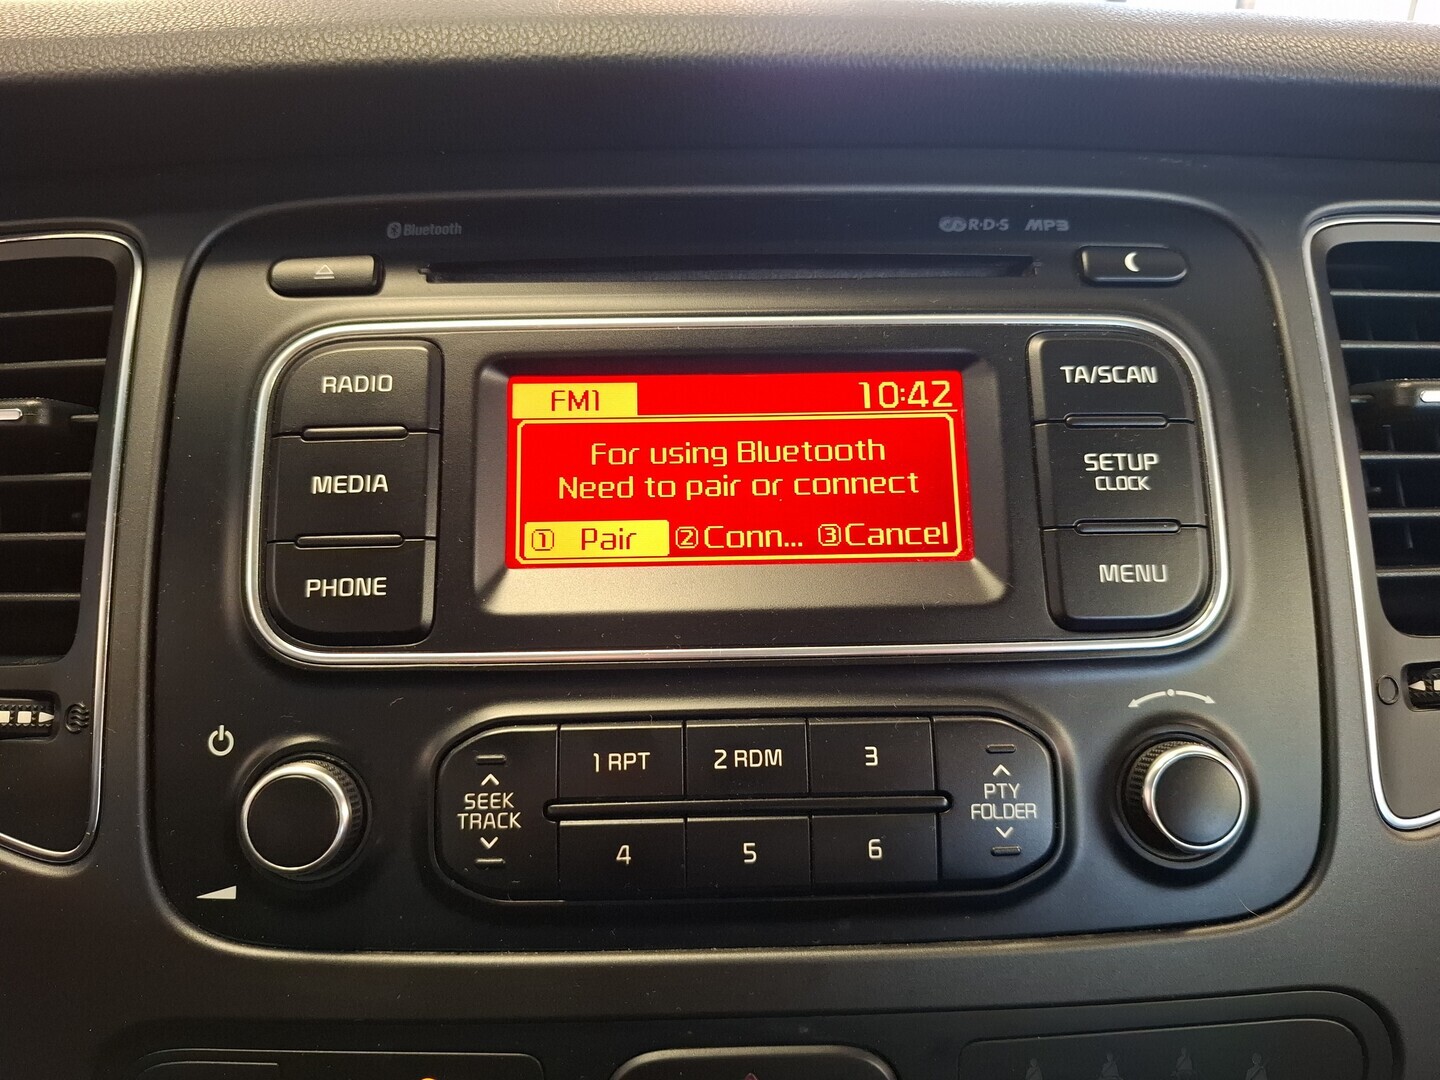 Bluetooth
R·D·S MP3
RADIO
MEDIA
PHONE
FM1 10:42
For using Bluetooth
Need to pair or connect
① Pair ②Conn... ③Cancel
TA/SCAN
SETUP
CLOCK
MENU
SEEK
TRACK
1 RPT 2 RDM 3
4 5 6
PTY
FOLDER